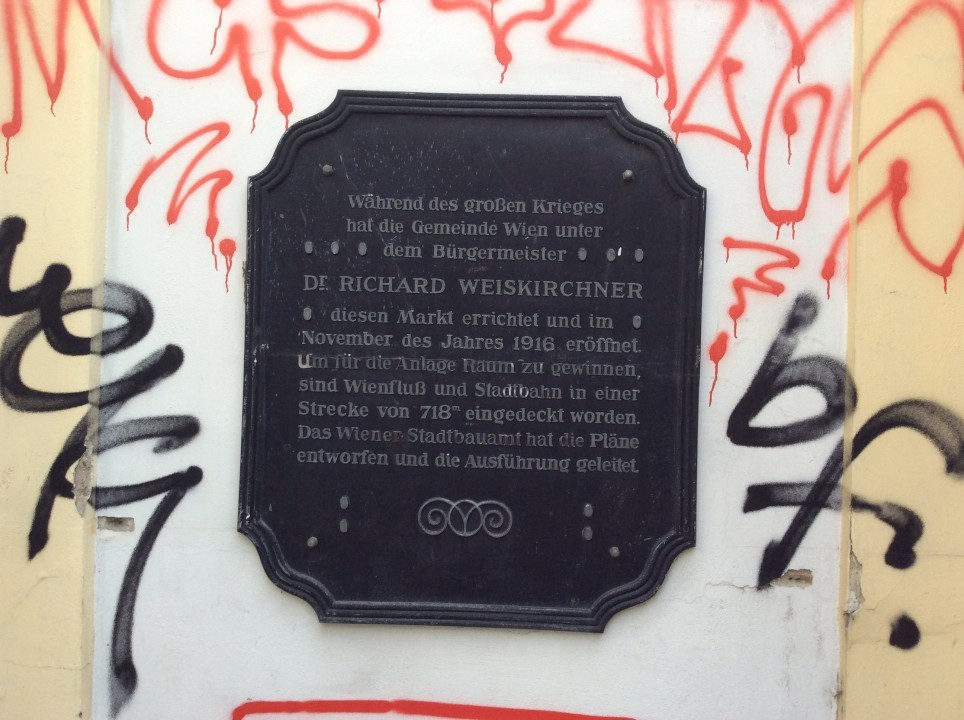 Während des großen Krieges
hat die Gemeinde Wien unter
dem Bürgermeister
DR. RICHARD WEISKIRCHNER
diesen Markt errichtet und im
November des Jahres 1916 eröffnet.
Um für die Anlage Raum zu gewinnen,
sind Wienfluß und Stadtbahn in einer
Strecke von 718m eingedeckt worden.
Das Wiener Stadtbauamt hat die Pläne
entworfen und die Ausführung geleitet.